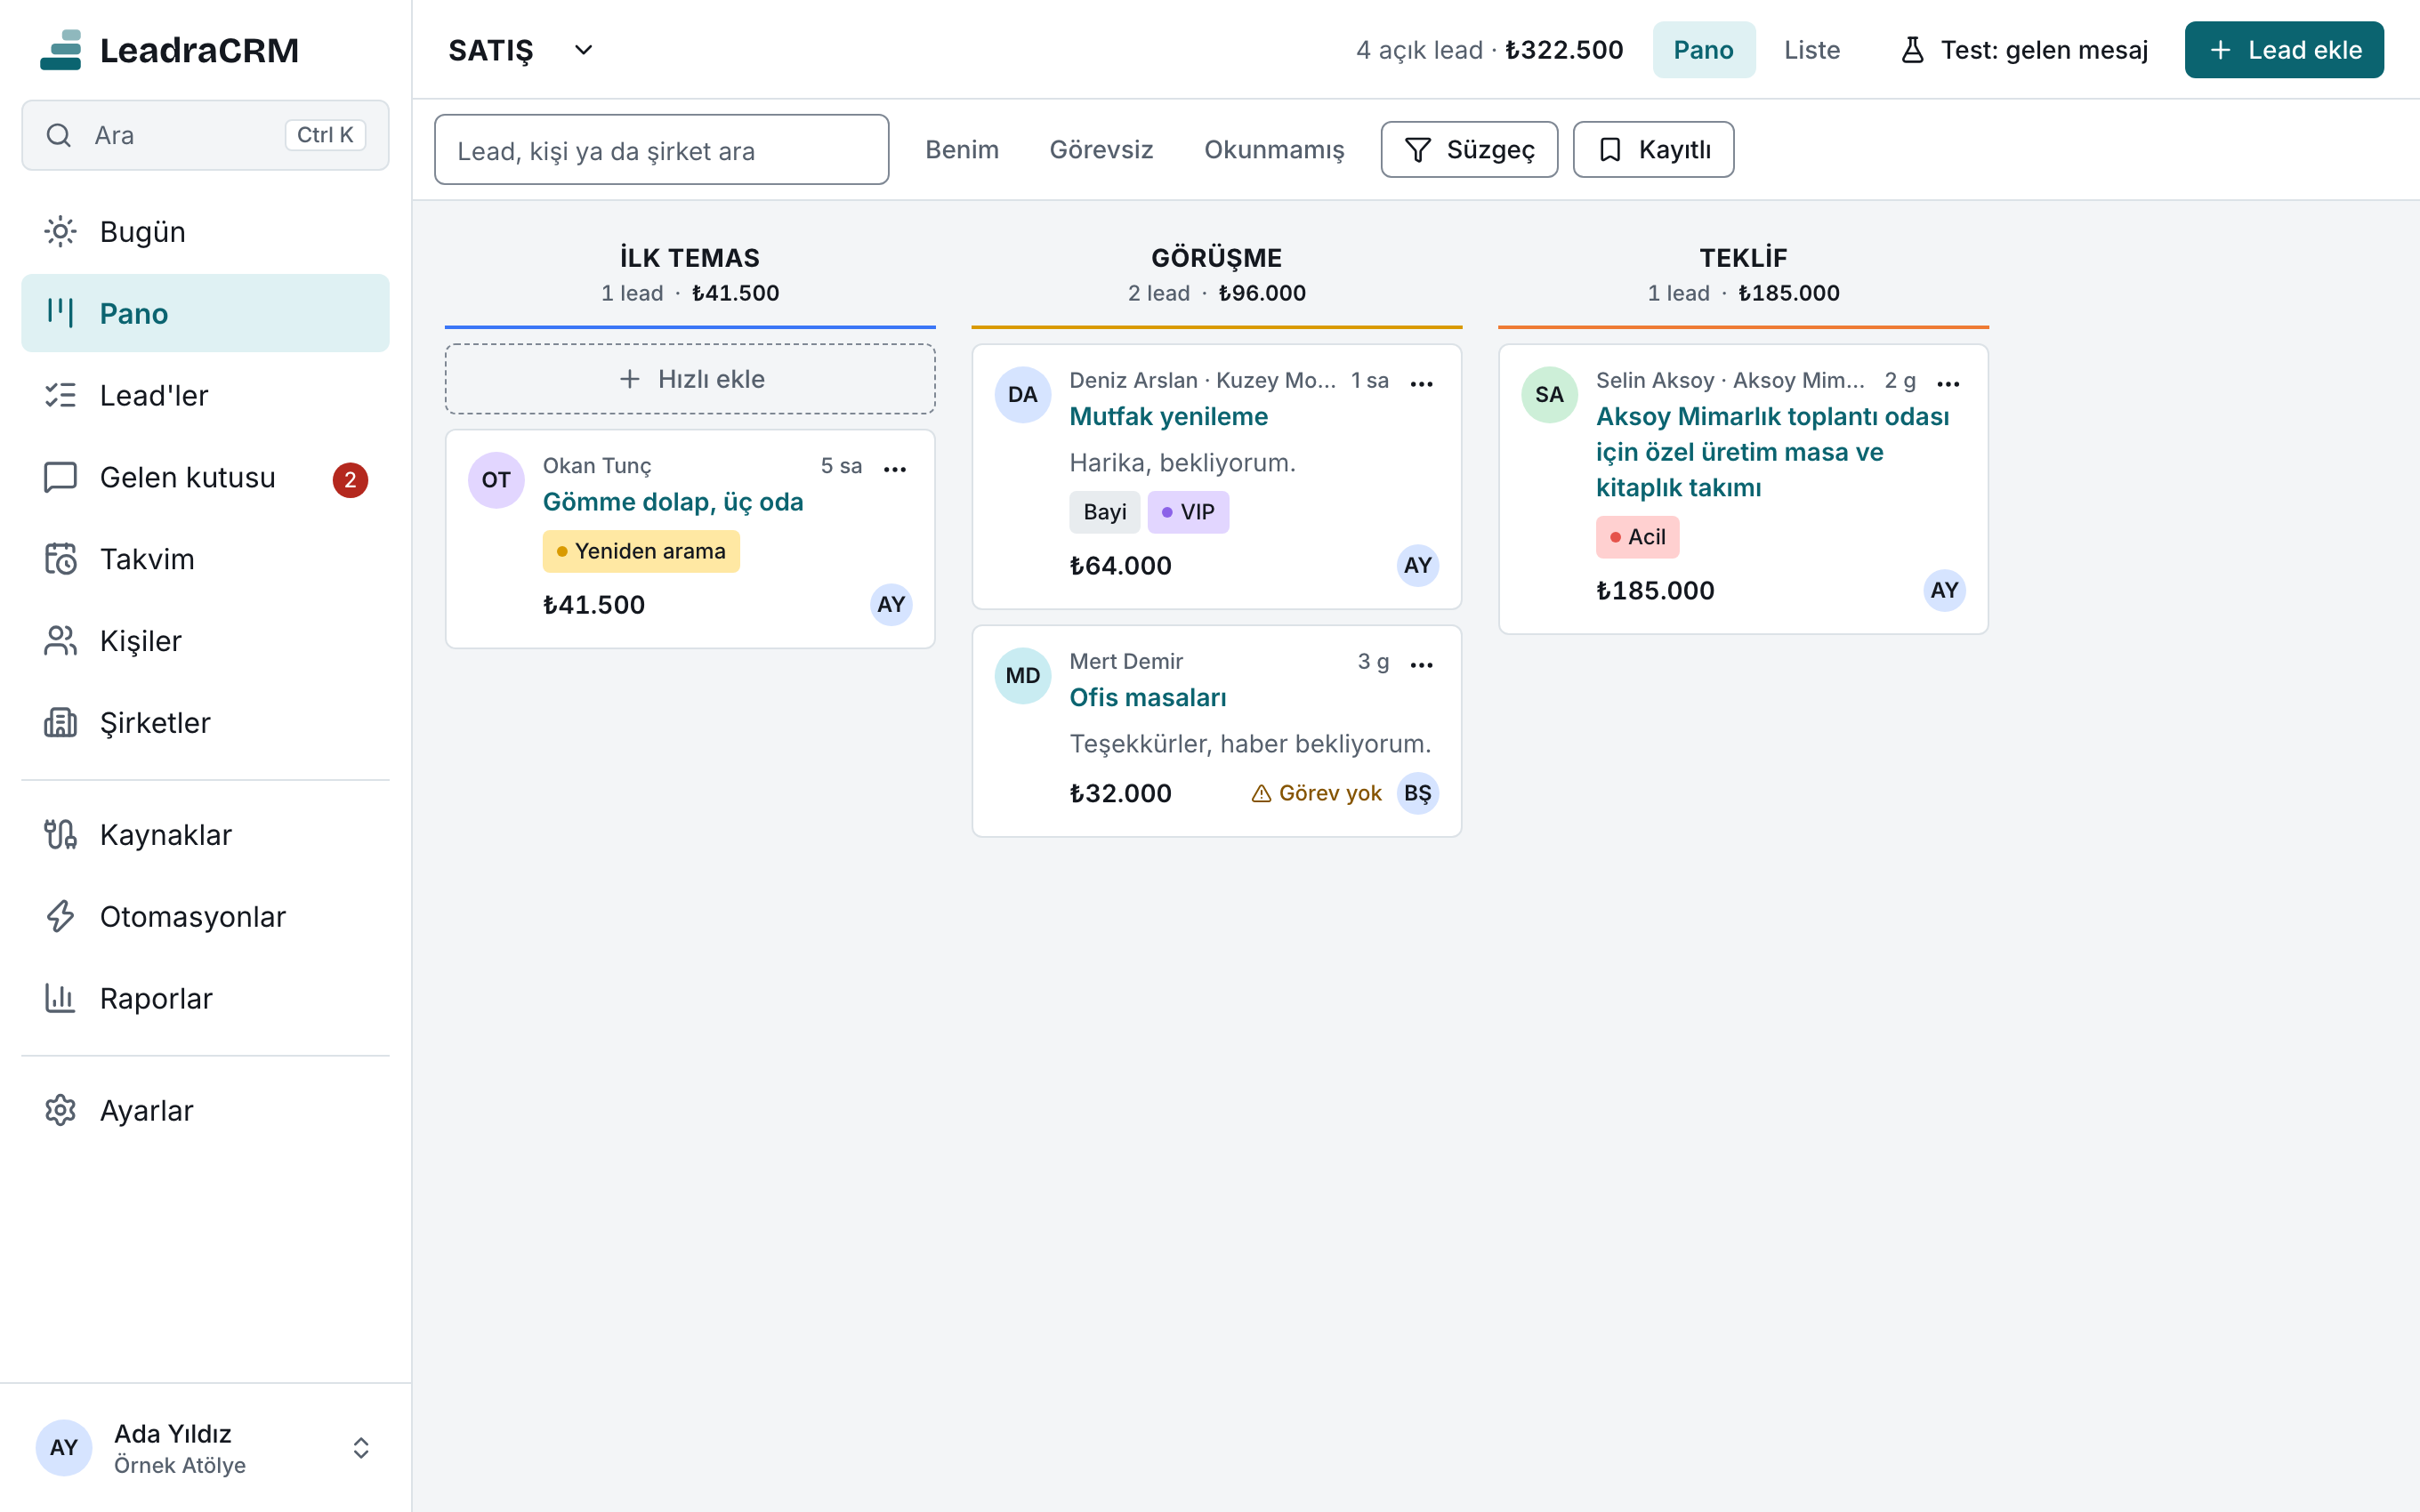 LeadraCRM
Ara
Ctrl K
Bugün
Pano
Lead'ler
Gelen kutusu
2
Takvim
Kişiler
Şirketler
Kaynaklar
Otomasyonlar
Raporlar
Ayarlar
AY
Ada Yıldız
Örnek Atölye
SATIŞ
4 açık lead · ₺322.500
Pano
Liste
Test: gelen mesaj
Lead ekle
Lead, kişi ya da şirket ara
Benim
Görevsiz
Okunmamış
Süzgeç
Kayıtlı
İLK TEMAS
1 lead · ₺41.500
Hızlı ekle
OT
Okan Tunç
5 sa
Gömme dolap, üç oda
Yeniden arama
₺41.500
AY
GÖRÜŞME
2 lead · ₺96.000
DA
Deniz Arslan · Kuzey Mo...
1 sa
Mutfak yenileme
Harika, bekliyorum.
Bayi
VIP
₺64.000
AY
MD
Mert Demir
3 g
Ofis masaları
Teşekkürler, haber bekliyorum.
₺32.000
Görev yok
BŞ
TEKLİF
1 lead · ₺185.000
SA
Selin Aksoy · Aksoy Mim...
2 g
Aksoy Mimarlık toplantı odası
için özel üretim masa ve
kitaplık takımı
Acil
₺185.000
AY